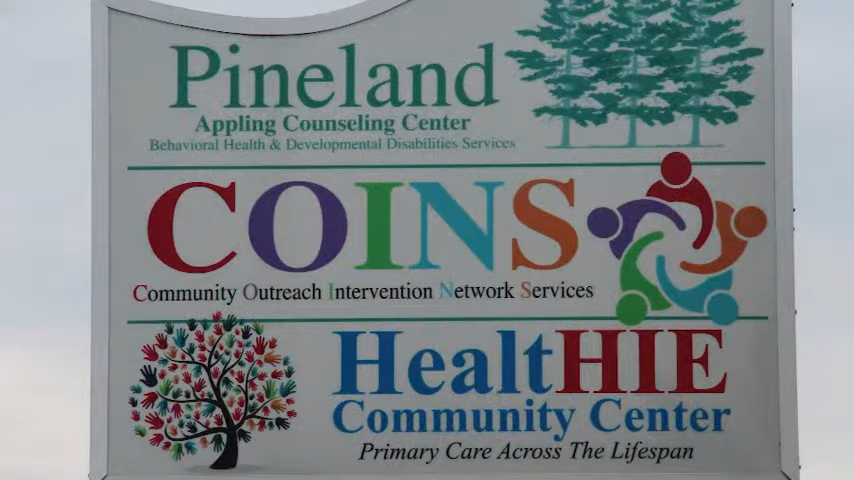 Pineland
Appling Counseling Center
Behavioral Health & Developmental Disabilities Services
COINS
Community Outreach Intervention Network Services
HealtHIE
Community Center
Primary Care Across The Lifespan